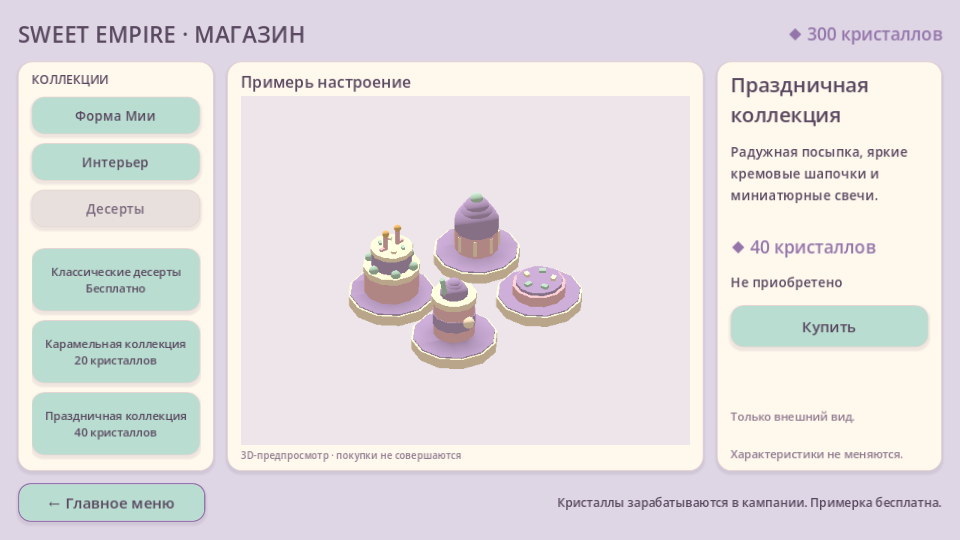 SWEET EMPIRE · МАГАЗИН
◆ 300 кристаллов
КОЛЛЕКЦИИ
Форма Мии
Интерьер
Десерты
Классические десерты
Бесплатно
Карамельная коллекция
20 кристаллов
Праздничная коллекция
40 кристаллов
Примерь настроение
3D-предпросмотр · покупки не совершаются
Праздничная
коллекция
Радужная посыпка, яркие
кремовые шапочки и
миниатюрные свечи.
◆ 40 кристаллов
Не приобретено
Купить
Только внешний вид.
Характеристики не меняются.
← Главное меню
Кристаллы зарабатываются в кампании. Примерка бесплатна.